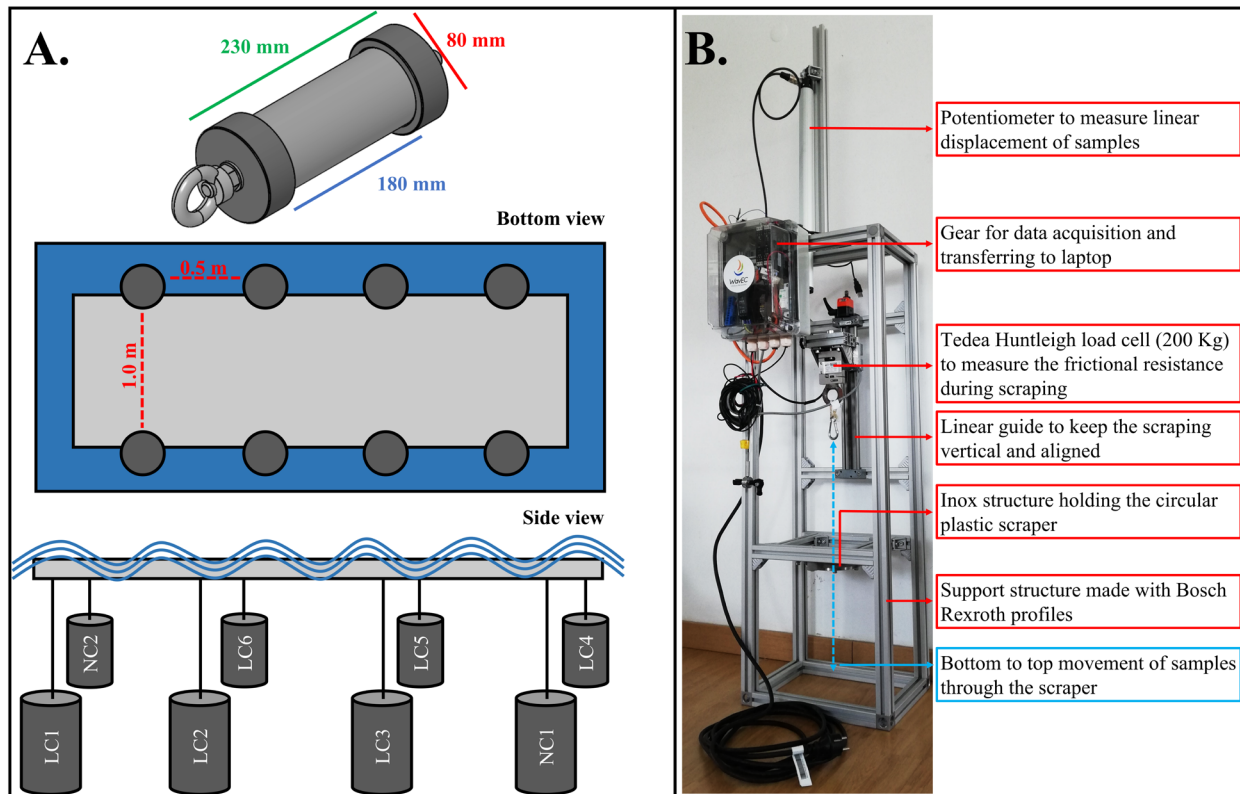 A.
230 mm
80 mm
180 mm
Bottom view
0.5 m
1.0 m
Side view
NC2
LC6
LC5
LC4
LC1
LC2
LC3
NC1
B.
WavEC
Potentiometer to measure linear
displacement of samples
Gear for data acquisition and
transferring to laptop
Tedea Huntleigh load cell (200 Kg)
to measure the frictional resistance
during scraping
Linear guide to keep the scraping
vertical and aligned
Inox structure holding the circular
plastic scraper
Support structure made with Bosch
Rexroth profiles
Bottom to top movement of samples
through the scraper